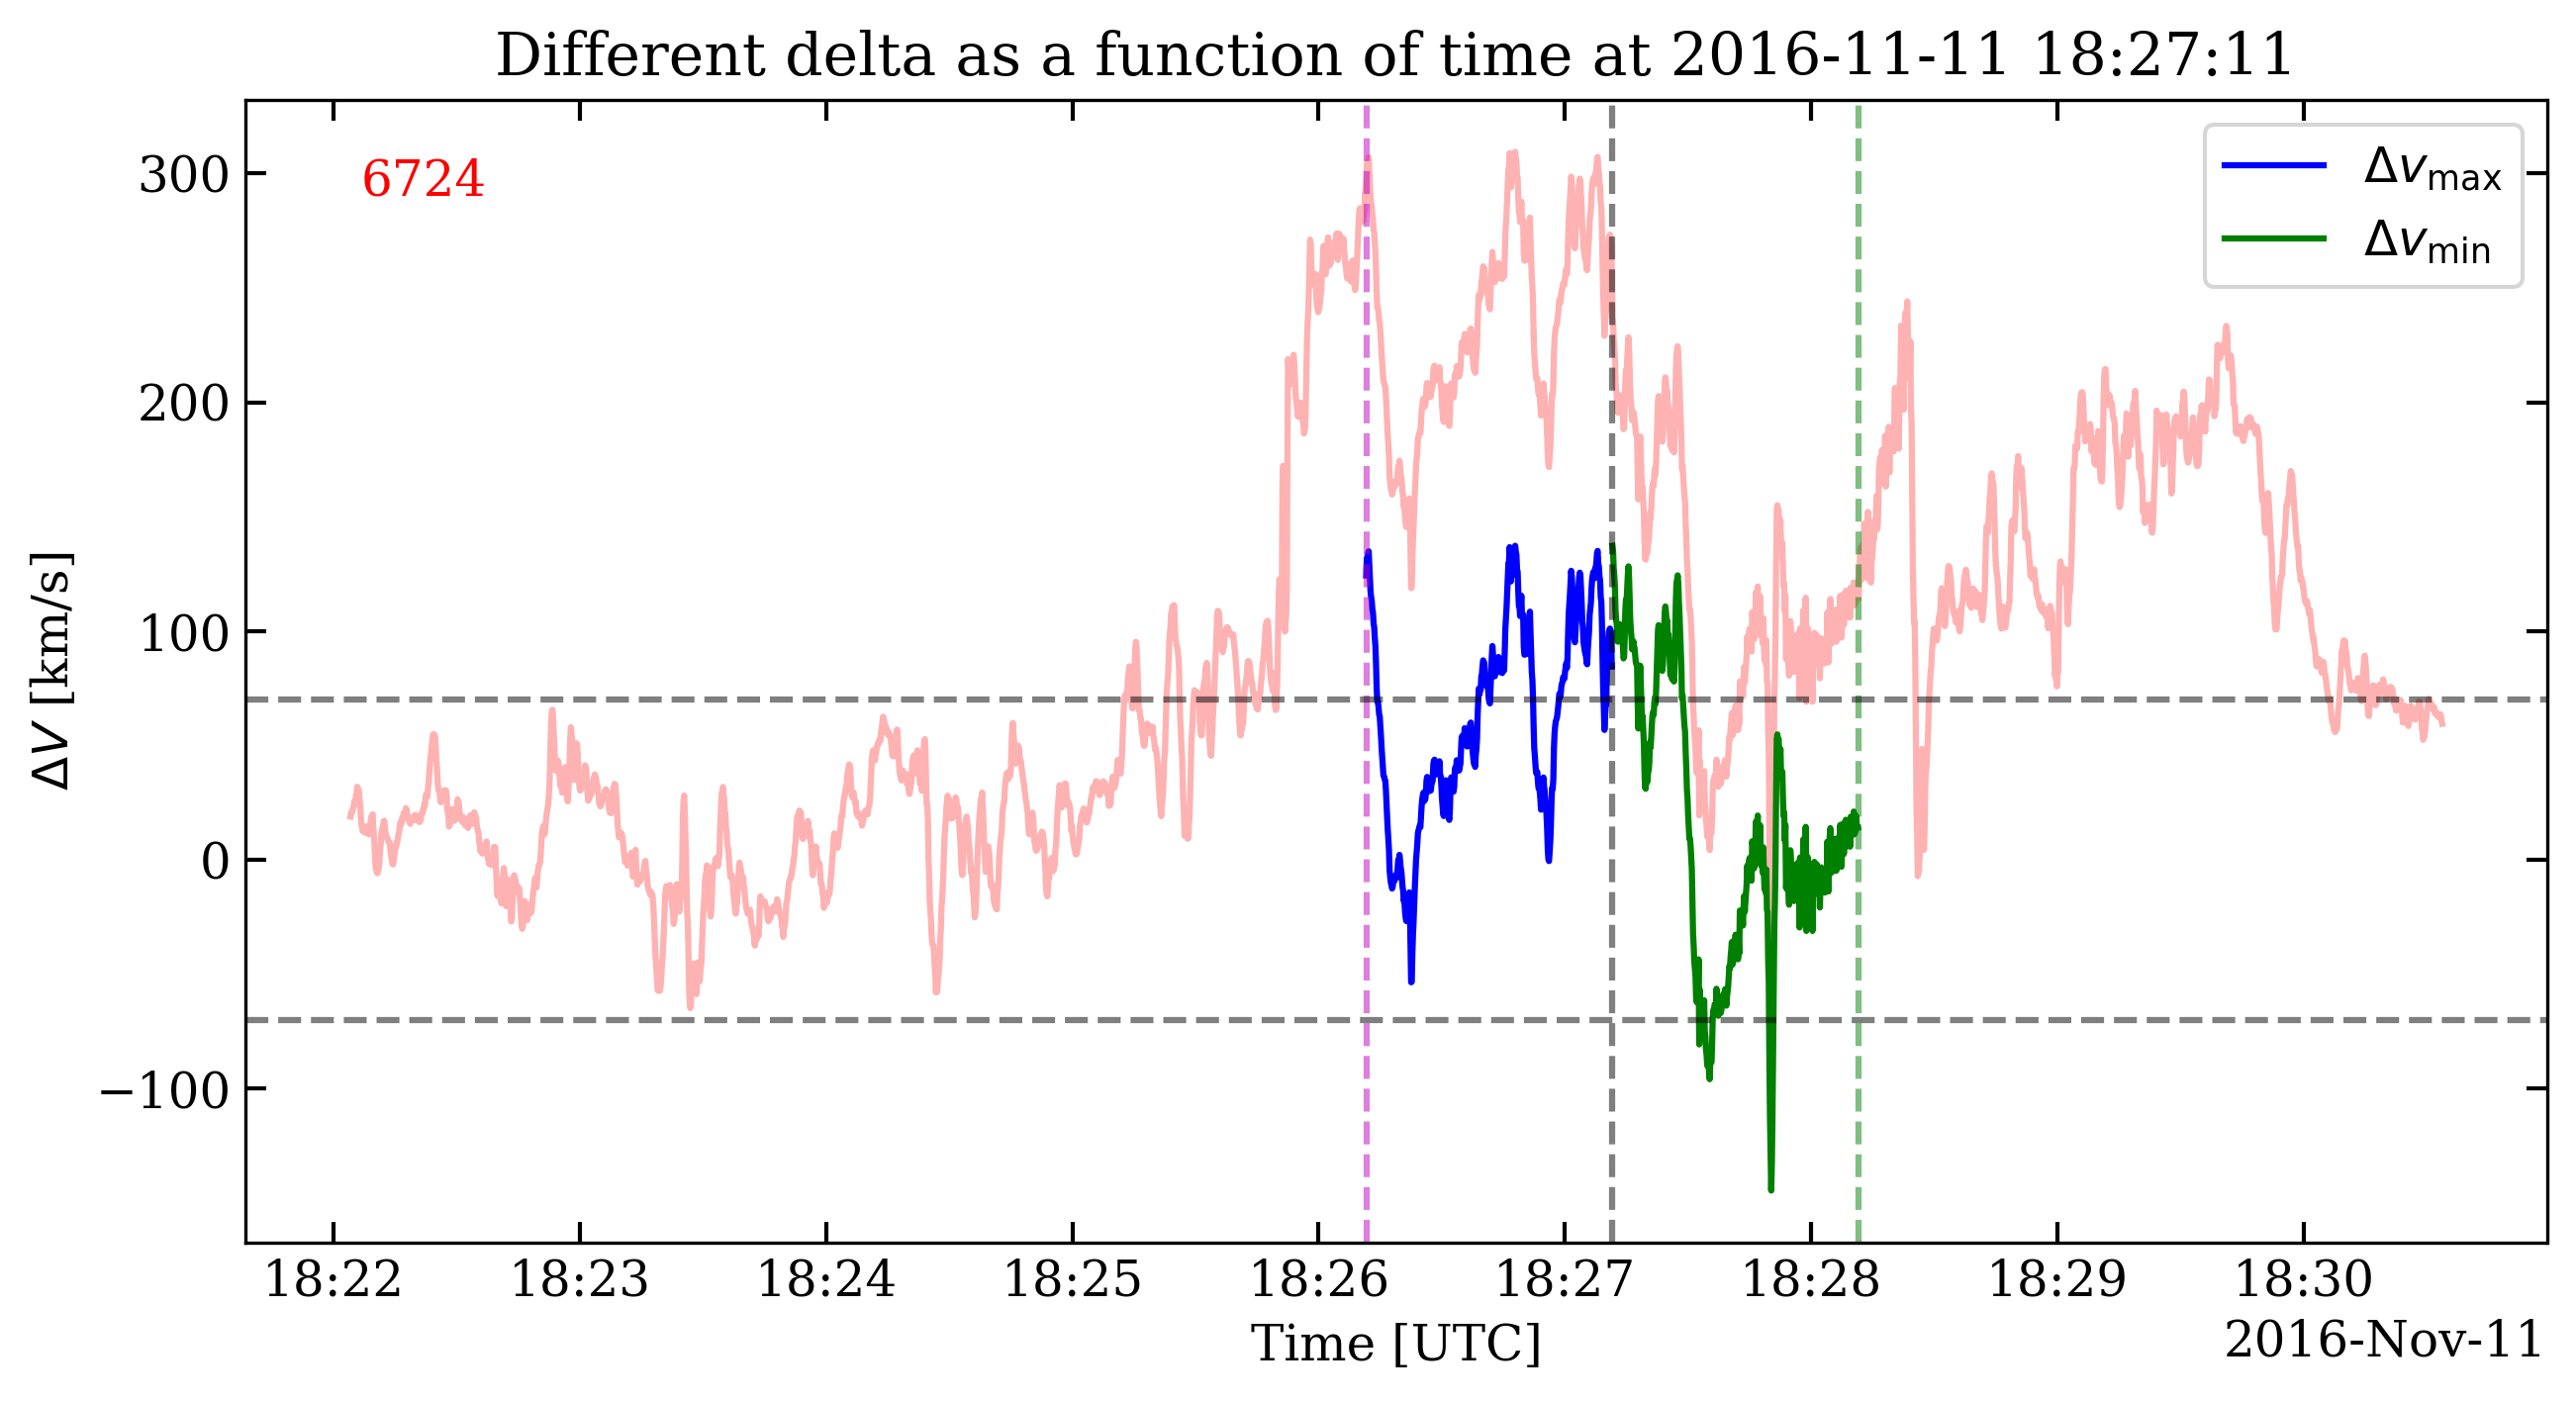 Different delta as a function of time at 2016-11-11 18:27:11
300
200
100
0
−100
ΔV [km/s]
6724
Δvmax
Δvmin
18:22 18:23 18:24 18:25 18:26 18:27 18:28 18:29 18:30
Time [UTC]
2016-Nov-11